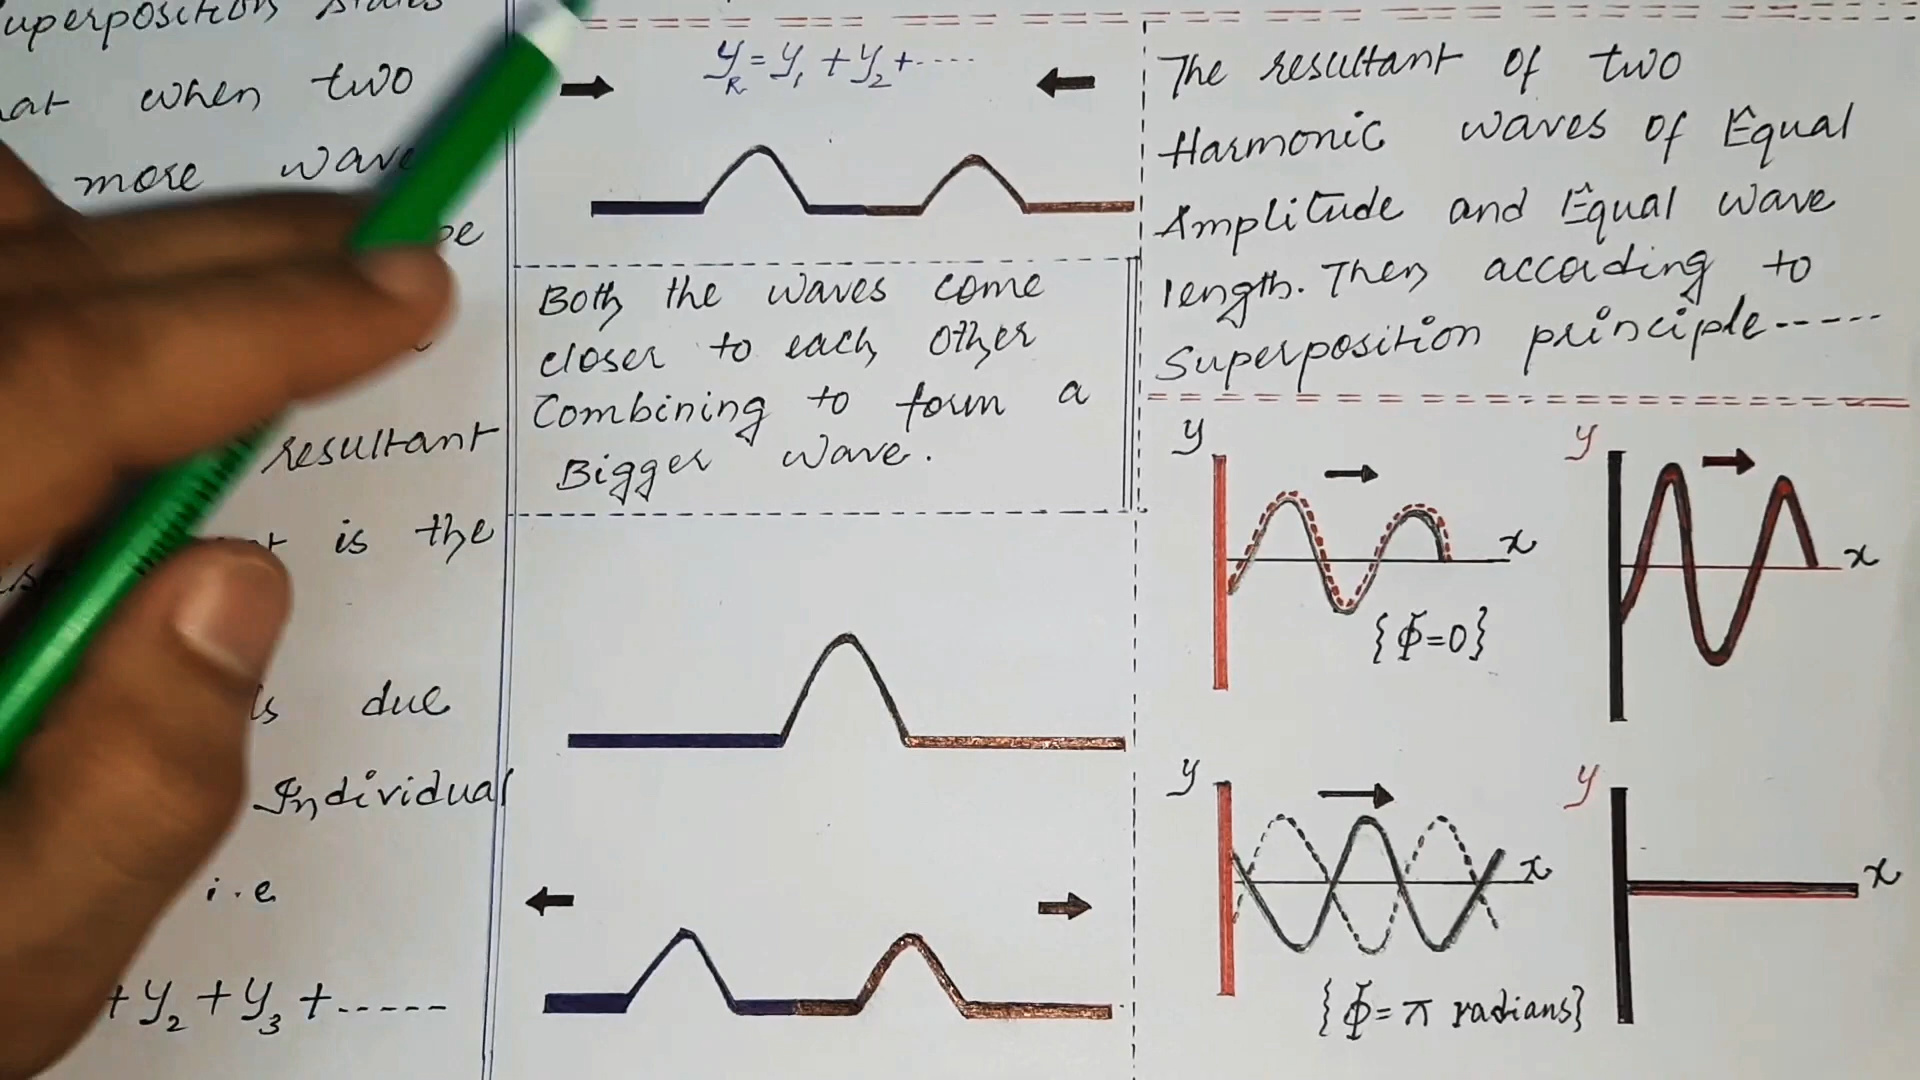 when two
more wave
resultant
is the
due
Individual
i.e
+ y2 + y3 + -----
yR = y1 + y2 + ----
Both the waves come
closer to each other
Combining to form a
Bigger wave.
The resultant of two
Harmonic waves of Equal
Amplitude and Equal wave
length. Then according to
Superposition principle-----
y
x
{Φ=0}
y
x
y
x
{Φ=π radians}
y
x